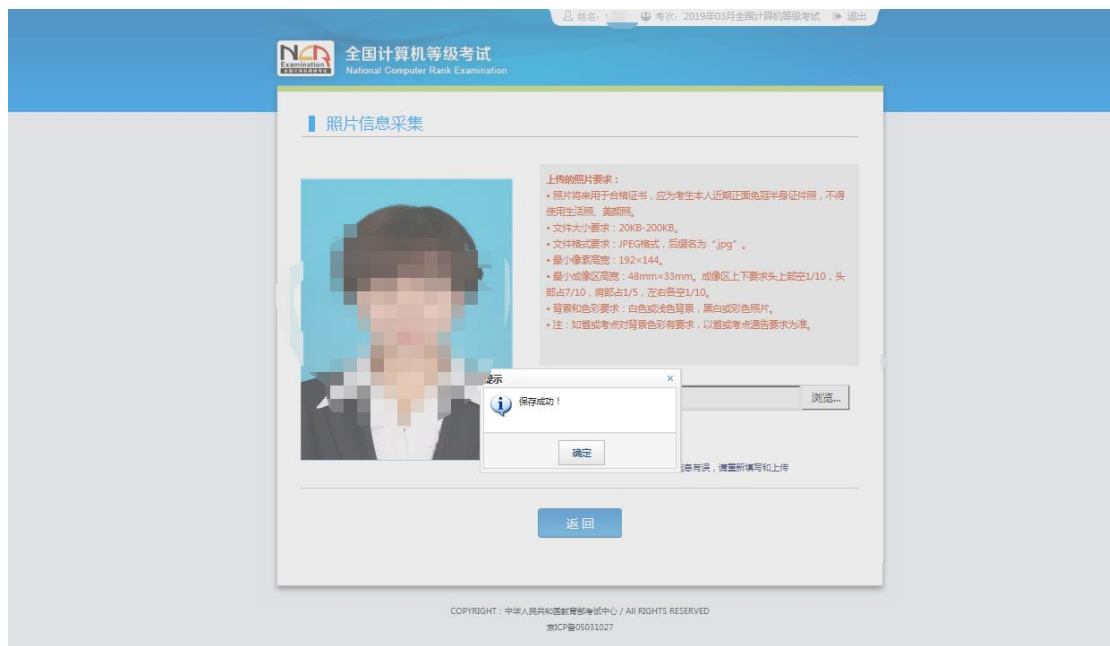 姓名： 考次：2019年03月全国计算机等级考试 退出
NCR
Examination
全国计算机等级考试
全国计算机等级考试
National Computer Rank Examination
照片信息采集
上传的照片要求：
• 照片将来用于合格证书，应为考生本人近期正面免冠半身证件照，不得
使用生活照、美颜照。
• 文件大小要求：20KB-200KB。
• 文件格式要求：JPEG格式，后缀名为“.jpg”。
• 最小像素高宽：192×144。
• 最小成像区高宽：48mm×33mm。成像区上下要求头上部空1/10，头
部占7/10，肩部占1/5，左右各空1/10。
• 背景和色彩要求：白色或浅色背景，黑白或彩色照片。
• 注：如省或考点对背景色彩有要求，以省或考点通告要求为准。
提示 ×
保存成功！
浏览...
确定
息有误，请重新填写和上传
返回
COPYRIGHT：中华人民共和国教育部考试中心 / All RIGHTS RESERVED
京ICP备05031027